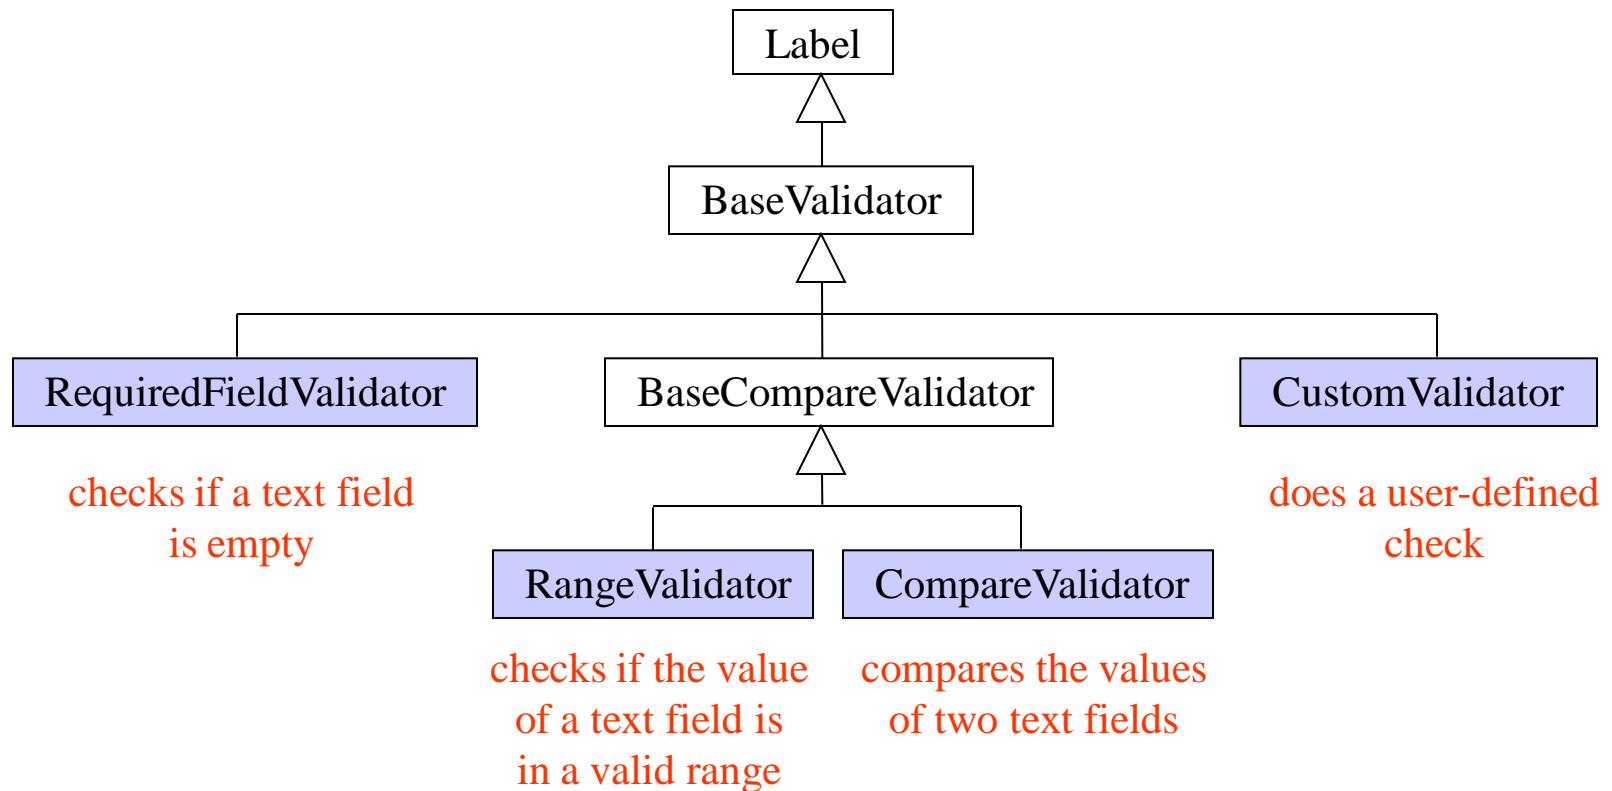 Label
BaseValidator
RequiredFieldValidator
BaseCompareValidator
CustomValidator
checks if a text field
is empty
does a user-defined
check
RangeValidator
CompareValidator
checks if the value
of a text field is
in a valid range
compares the values
of two text fields